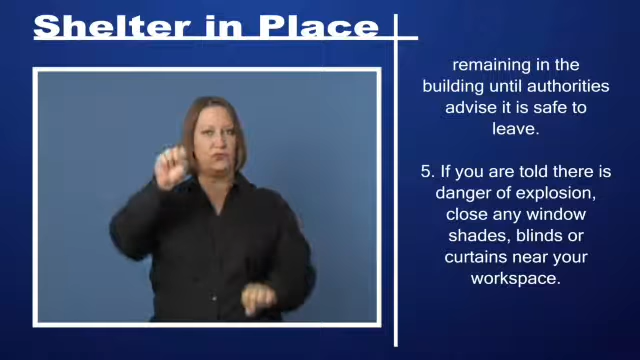 Shelter in Place
remaining in the
building until authorities
advise it is safe to
leave.
5. If you are told there is
danger of explosion,
close any window
shades, blinds or
curtains near your
workspace.